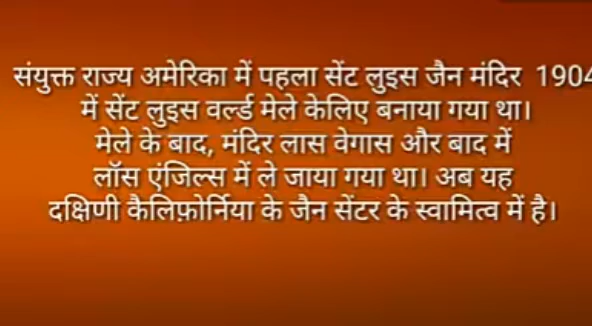 संयुक्त राज्य अमेरिका में पहला सेंट लुइस जैन मंदिर 1904
में सेंट लुइस वर्ल्ड मेले केलिए बनाया गया था।
मेले के बाद, मंदिर लास वेगास और बाद में
लॉस एंजिल्स में ले जाया गया था। अब यह
दक्षिणी कैलिफ़ोर्निया के जैन सेंटर के स्वामित्व में है।